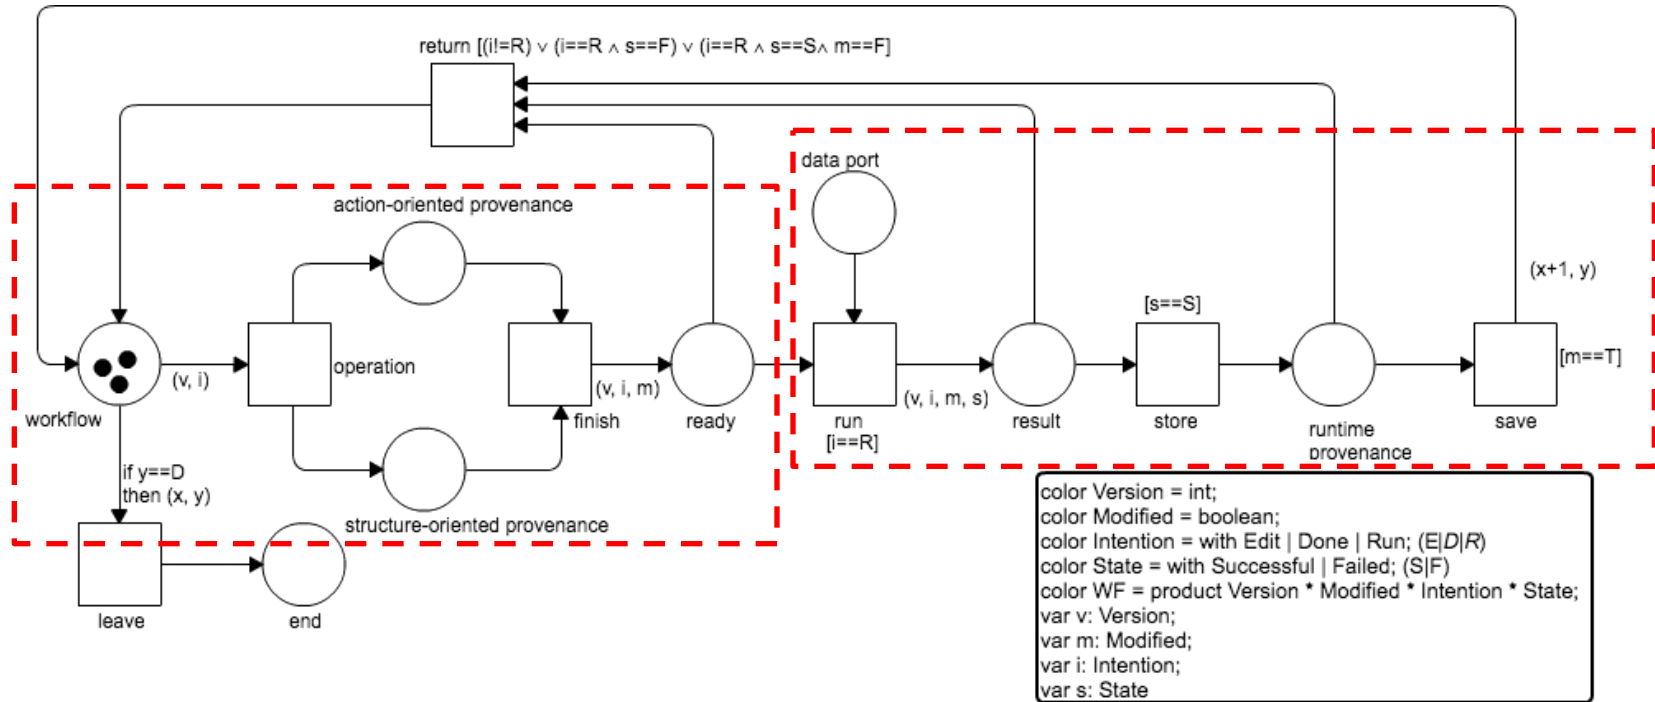 return [(i!=R) ∨ (i==R ∧ s==F) ∨ (i==R ∧ s==S∧ m==F]
data port
action-oriented provenance
(x+1, y)
[s==S]
[m==T]
(v, i)
operation
(v, i, m)
(v, i, m, s)
workflow
finish
ready
run
[i==R]
result
store
runtime
provenance
save
if y==D
then (x, y)
structure-oriented provenance
leave
end
color Version = int;
color Modified = boolean;
color Intention = with Edit | Done | Run; (E|D|R)
color State = with Successful | Failed; (S|F)
color WF = product Version * Modified * Intention * State;
var v: Version;
var m: Modified;
var i: Intention;
var s: State